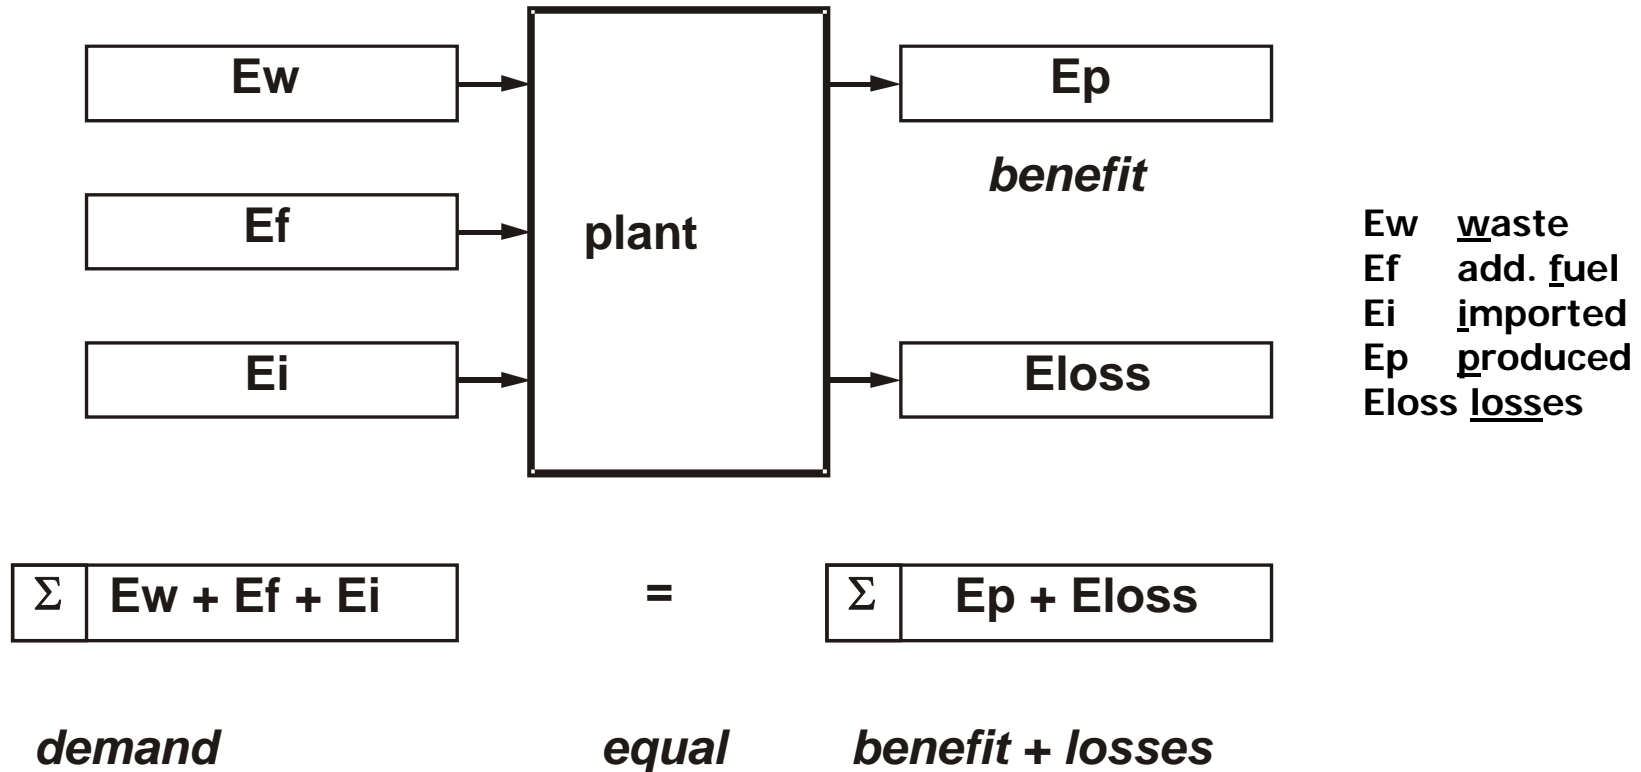 Ew
Ep
benefit
Ef
plant
Ei
Eloss
Ew waste
Ef add. fuel
Ei imported
Ep produced
Eloss losses
Σ Ew + Ef + Ei = Σ Ep + Eloss
demand equal benefit + losses